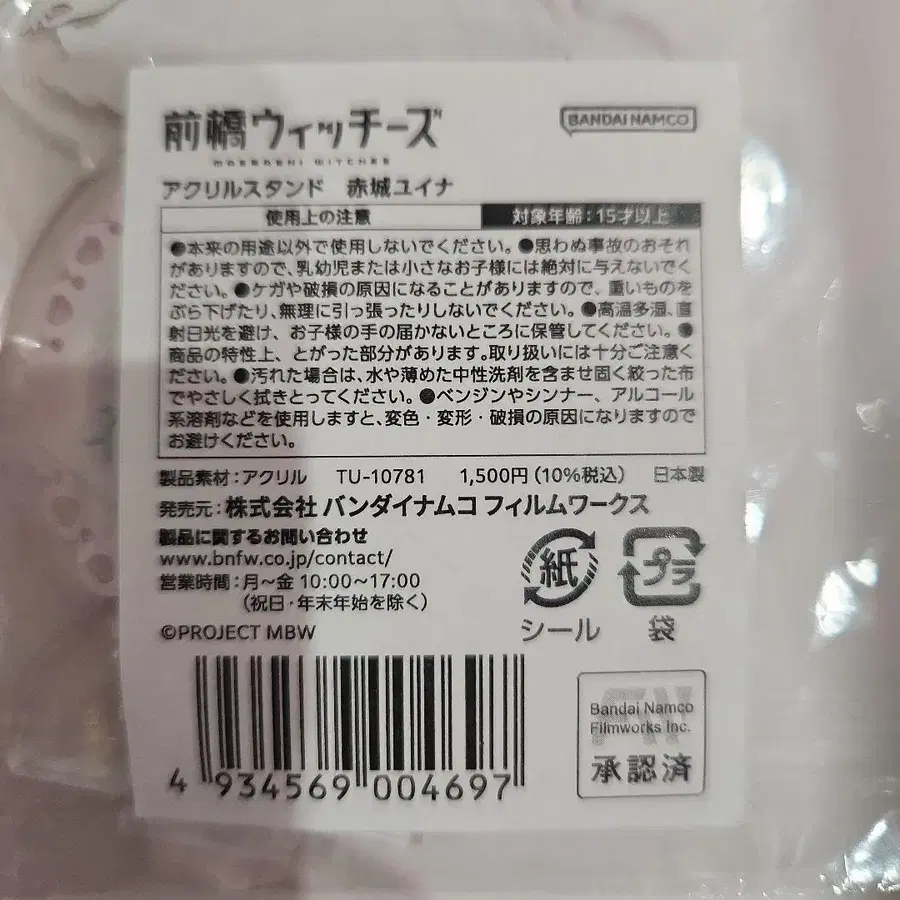 前橋ウィッチーズ
MAEBASHI WITCHES
BANDAI NAMCO
アクリルスタンド 赤城ユイナ
使用上の注意
対象年齢：15才以上
●本来の用途以外で使用しないでください。●思わぬ事故のおそれ
がありますので、乳幼児または小さなお子様には絶対に与えないでく
ださい。●ケガや破損の原因になることがありますので、重いものを
ぶら下げたり、無理に引っ張ったりしないでください。●高温多湿、直
射日光を避け、お子様の手の届かないところに保管してください。●
商品の特性上、とがった部分があります。取り扱いには十分ご注意く
ださい。●汚れた場合は、水や薄めた中性洗剤を含ませ固く絞った布
でやさしく拭きとってください。●ベンジンやシンナー、アルコール
系溶剤などを使用しますと、変色・変形・破損の原因になりますので
お避けください。
製品素材：アクリル TU-10781 1,500円（10%税込） 日本製
発売元：株式会社 バンダイナムコ フィルムワークス
製品に関するお問い合わせ
www.bnfw.co.jp/contact/
営業時間：月～金 10:00～17:00
（祝日・年末年始を除く）
©PROJECT MBW
紙
シール
プラ
袋
4 934569 004697
Bandai Namco
Filmworks Inc.
承認済